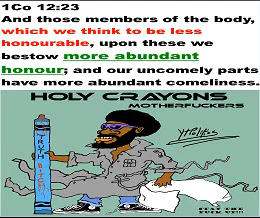 1Co 12:23
And those members of the body,
which we think to be less
honourable, upon these we
bestow more abundant
honour; and our uncomely parts
have more abundant comeliness.
HOLY CRAYONS
MOTHERFUCKERS
TRUTH